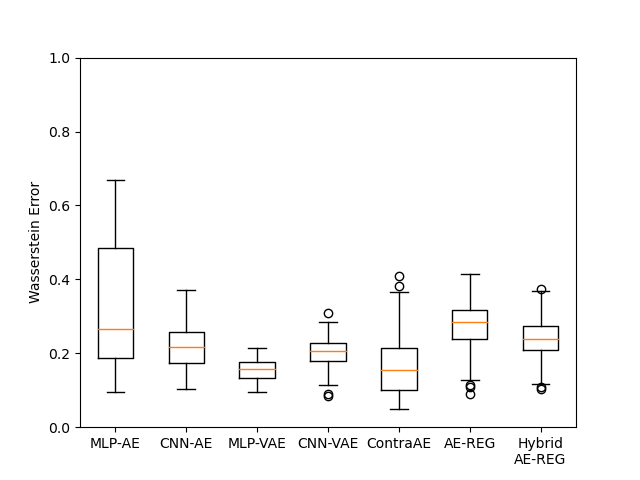 1.0
0.8
0.6
0.4
0.2
0.0
Wasserstein Error
MLP-AE
CNN-AE
MLP-VAE
CNN-VAE
ContraAE
AE-REG
Hybrid
AE-REG